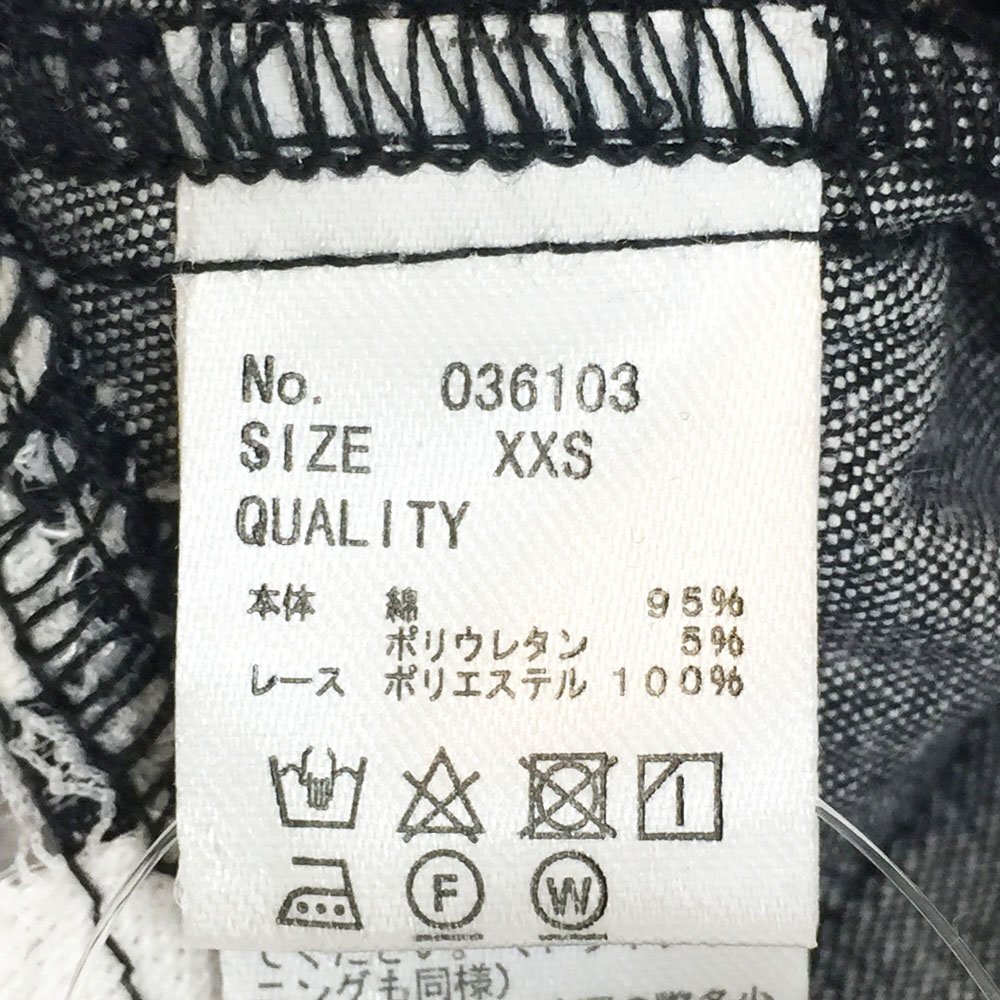 No. 036103
SIZE XXS
QUALITY
本体 綿 95%
ポリウレタン 5%
レース ポリエステル 100%
F W
ングも同様)